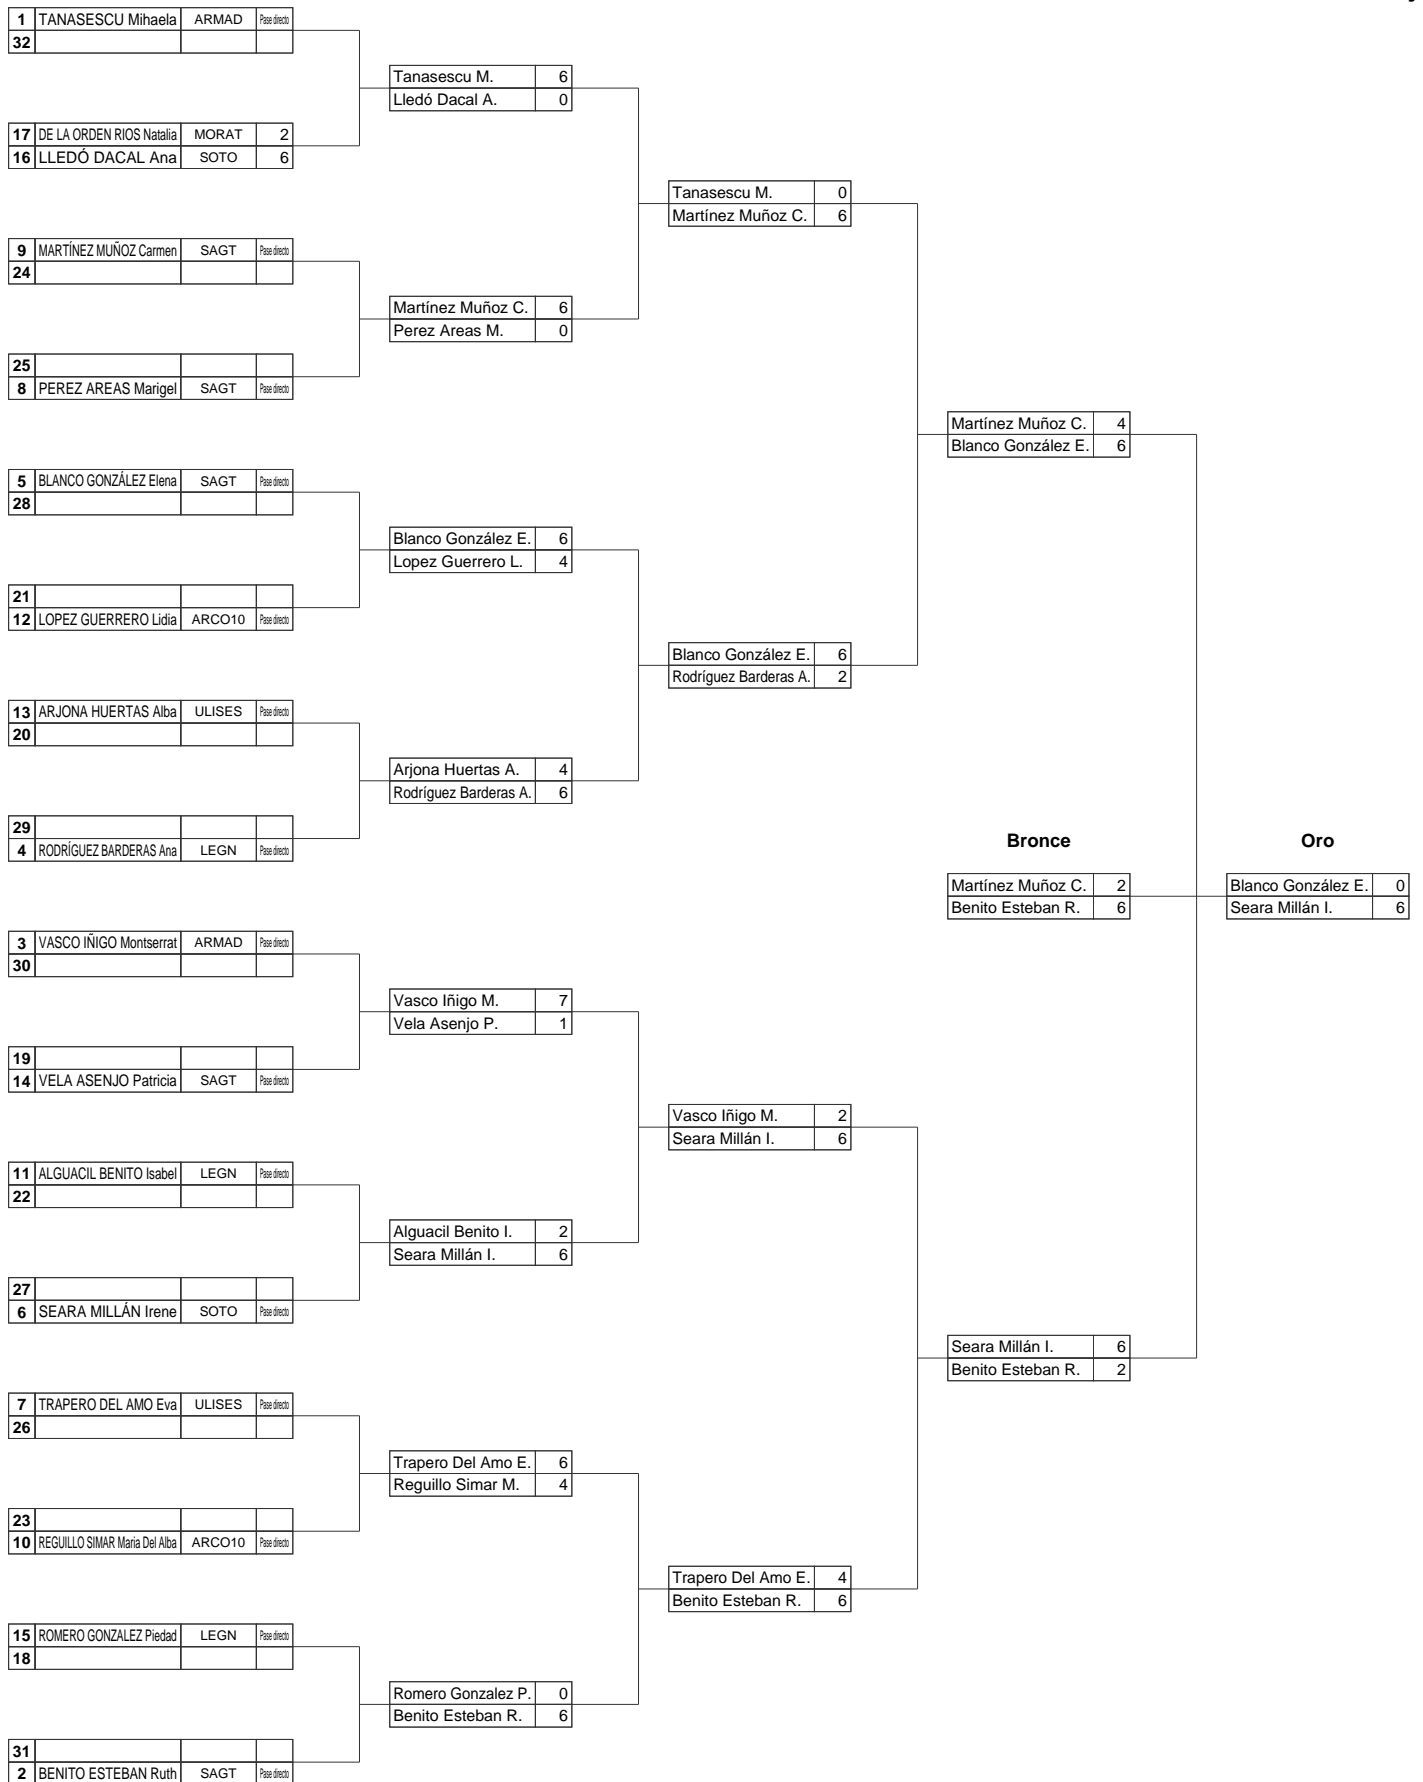 1 TANASESCU Mihaela ARMAD Pase directo
32
Tanasescu M. 6
Lledó Dacal A. 0
17 DE LA ORDEN RIOS Natalia MORAT 2
16 LLEDÓ DACAL Ana SOTO 6
Tanasescu M. 0
Martínez Muñoz C. 6
9 MARTÍNEZ MUÑOZ Carmen SAGT Pase directo
24
Martínez Muñoz C. 6
Perez Areas M. 0
25
8 PEREZ AREAS Marigel SAGT Pase directo
Martínez Muñoz C. 4
Blanco González E. 6
5 BLANCO GONZÁLEZ Elena SAGT Pase directo
28
Blanco González E. 6
Lopez Guerrero L. 4
21
12 LOPEZ GUERRERO Lidia ARCO10 Pase directo
Blanco González E. 6
Rodríguez Barderas A. 2
13 ARJONA HUERTAS Alba ULISES Pase directo
20
Arjona Huertas A. 4
Rodríguez Barderas A. 6
29
4 RODRÍGUEZ BARDERAS Ana LEGN Pase directo
Bronce Oro
Martínez Muñoz C. 2 Blanco González E. 0
Benito Esteban R. 6 Seara Millán I. 6
3 VASCO IÑIGO Montserrat ARMAD Pase directo
30
Vasco Iñigo M. 7
Vela Asenjo P. 1
19
14 VELA ASENJO Patricia SAGT Pase directo
Vasco Iñigo M. 2
Seara Millán I. 6
11 ALGUACIL BENITO Isabel LEGN Pase directo
22
Alguacil Benito I. 2
Seara Millán I. 6
27
6 SEARA MILLÁN Irene SOTO Pase directo
Seara Millán I. 6
Benito Esteban R. 2
7 TRAPERO DEL AMO Eva ULISES Pase directo
26
Trapero Del Amo E. 6
Reguillo Simar M. 4
23
10 REGUILLO SIMAR Maria Del Alba ARCO10 Pase directo
Trapero Del Amo E. 4
Benito Esteban R. 6
15 ROMERO GONZALEZ Piedad LEGN Pase directo
18
Romero Gonzalez P. 0
Benito Esteban R. 6
31
2 BENITO ESTEBAN Ruth SAGT Pase directo